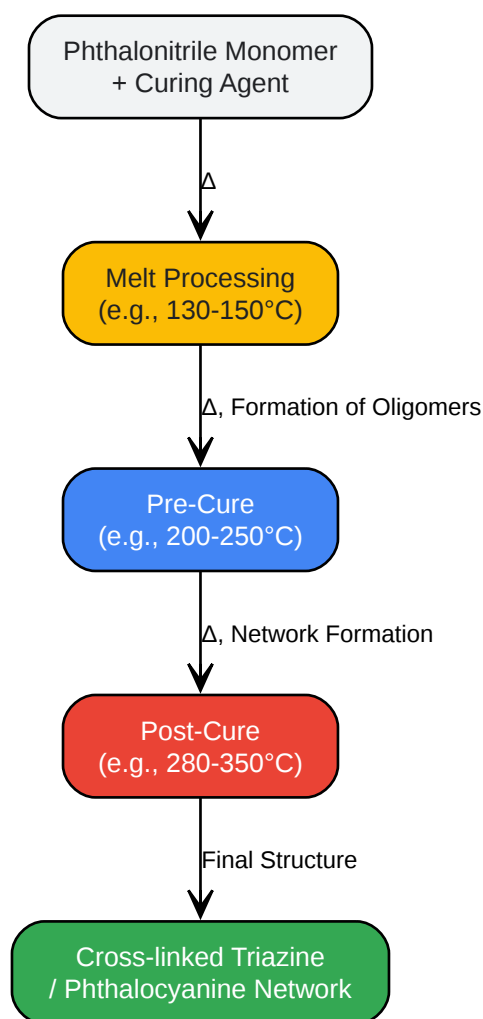 Phthalonitrile Monomer
+ Curing Agent
Δ
Melt Processing
(e.g., 130-150°C)
Δ, Formation of Oligomers
Pre-Cure
(e.g., 200-250°C)
Δ, Network Formation
Post-Cure
(e.g., 280-350°C)
Final Structure
Cross-linked Triazine
/ Phthalocyanine Network